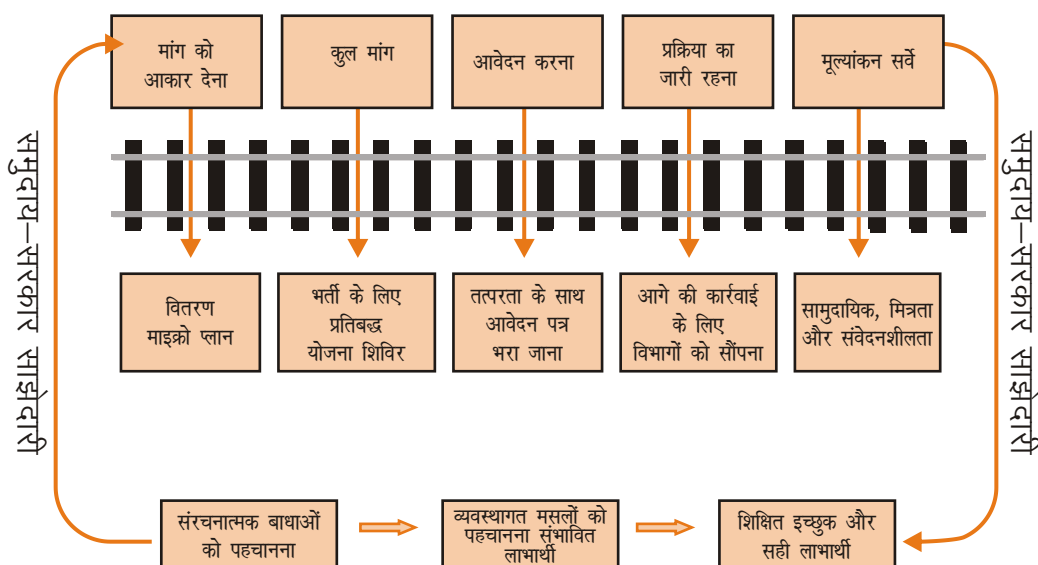 मांग को
आकार देना
कुल मांग
आवेदन करना
प्रक्रिया का
जारी रहना
मूल्यांकन सर्वे
समुदाय–सरकार साझेदारी
समुदाय–सरकार साझेदारी
वितरण
माइक्रो प्लान
भर्ती के लिए
प्रतिबद्ध
योजना शिविर
तत्परता के साथ
आवेदन पत्र
भरा जाना
आगे की कार्रवाई
के लिए
विभागों को सौंपना
सामुदायिक, मित्रता
और संवेदनशीलता
संरचनात्मक बाधाओं
को पहचानना
व्यवस्थागत मसलों को
पहचानना संभावित
लाभार्थी
शिक्षित इच्छुक और
सही लाभार्थी